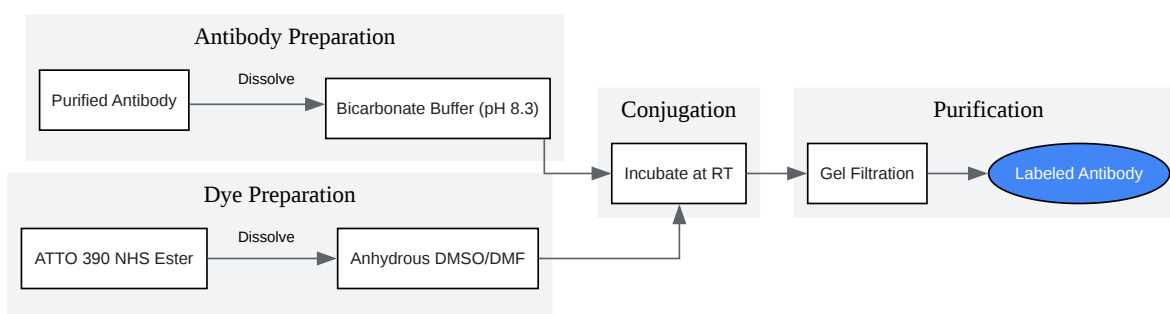 Antibody Preparation
Purified Antibody
Dissolve
Bicarbonate Buffer (pH 8.3)
Dye Preparation
ATTO 390 NHS Ester
Dissolve
Anhydrous DMSO/DMF
Conjugation
Incubate at RT
Purification
Gel Filtration
Labeled Antibody